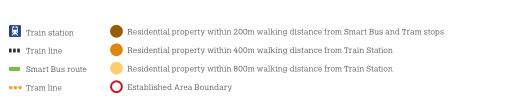 Train station
Train line
Smart Bus route
Tram line
Residential property within 200m walking distance from Smart Bus and Tram stops
Residential property within 400m walking distance from Train Station
Residential property within 800m walking distance from Train Station
Established Area Boundary